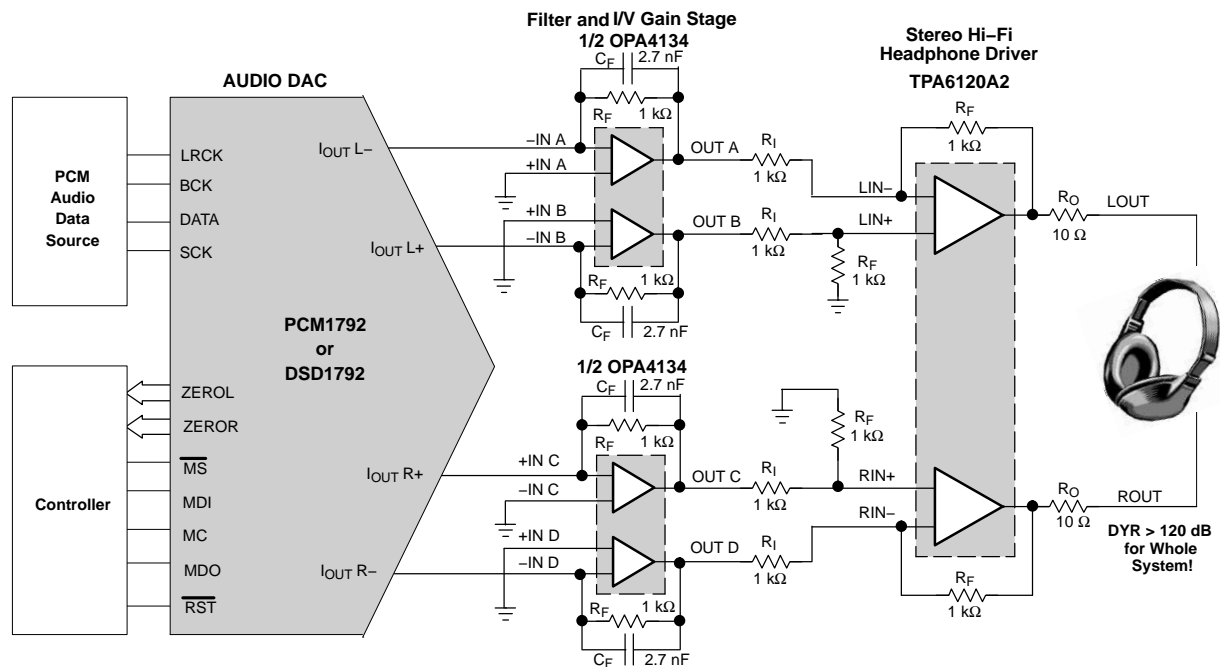 Filter and I/V Gain Stage
1/2 OPA4134
CF 2.7 nF
RF 1 kΩ
Stereo Hi−Fi
Headphone Driver
TPA6120A2
AUDIO DAC
PCM
Audio
Data
Source
LRCK
BCK
DATA
SCK
IOUT L−
IOUT L+
PCM1792
or
DSD1792
−IN A
+IN A
+IN B
−IN B
OUT A
OUT B
RI
1 kΩ
RI
1 kΩ
RF
1 kΩ
LIN−
LIN+
RF
1 kΩ
RO
10 Ω
LOUT
RF 1 kΩ
CF 2.7 nF
Controller
ZEROL
ZEROR
MS
MDI
MC
MDO
RST
IOUT R+
IOUT R−
1/2 OPA4134
CF 2.7 nF
RF 1 kΩ
+IN C
−IN C
+IN D
−IN D
OUT C
OUT D
RI
1 kΩ
RI
1 kΩ
RF
1 kΩ
RIN+
RIN−
RO
10 Ω
ROUT
RF
1 kΩ
RF 1 kΩ
CF 2.7 nF
DYR > 120 dB
for Whole
System!